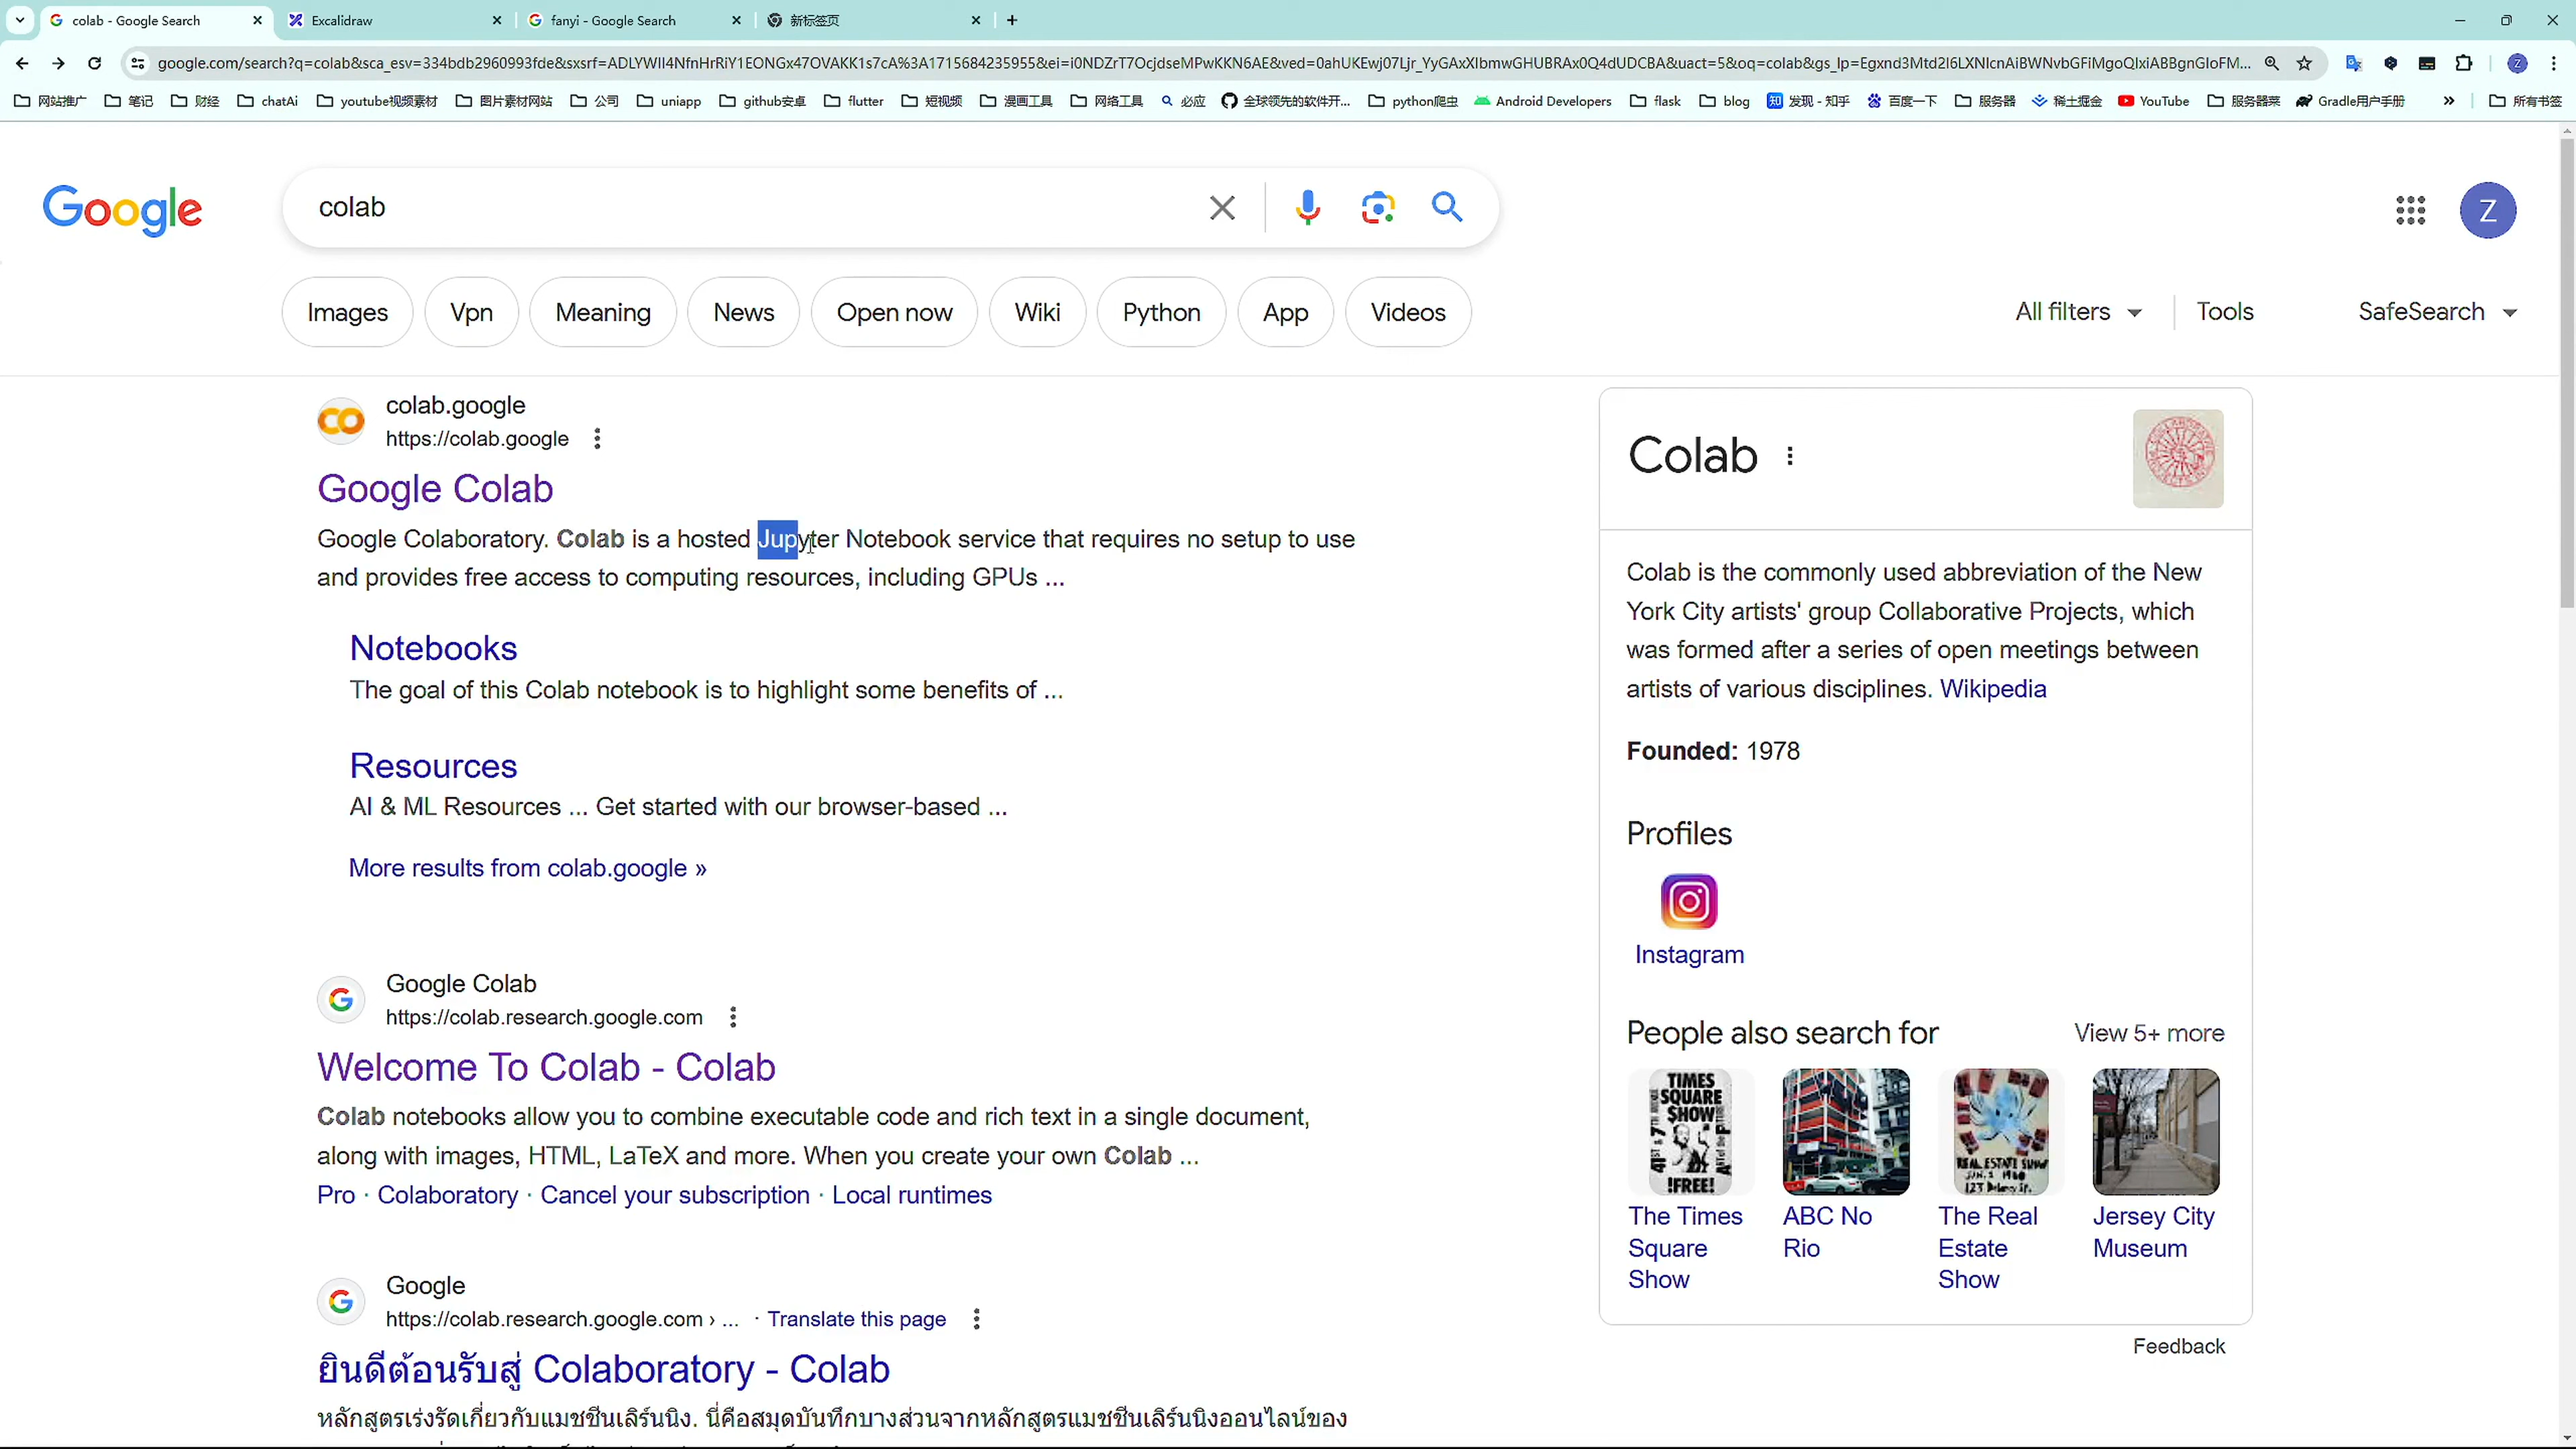 colab - Google Search
Excalidraw
fanyi - Google Search
新标签页
google.com/search?q=colab&sca_esv=334bdb2960993fde&sxsrf=ADLYWIl4NfnHrRiY1EONGx47OVAKK1s7cA%3A1715684235955&ei=i0NDZrT7OcjdseMPwKKN6AE&ved=0ahUKEwj07Ljr_YyGAxXIbmwGHUBRAx0Q4dUDCBA&uact=5&oq=colab&gs_lp=Egxnd3Mtd2l6LXNlcnAiBWNvbGFiMgoQIxiABBgnGIoFM...
网站推广
笔记
财经
chatAi
youtube视频素材
图片素材网站
公司
uniapp
github安卓
flutter
短视频
漫画工具
网络工具
必应
全球领先的软件开...
python爬虫
Android Developers
flask
blog
发现 - 知乎
百度一下
服务器
稀土掘金
YouTube
服务器菜
Gradle用户手册
所有书签
Google
colab
Z
Images
Vpn
Meaning
News
Open now
Wiki
Python
App
Videos
All filters
Tools
SafeSearch
colab.google
https://colab.google
Google Colab
Google Colaboratory. Colab is a hosted Jupyter Notebook service that requires no setup to use
and provides free access to computing resources, including GPUs ...
Notebooks
The goal of this Colab notebook is to highlight some benefits of ...
Resources
AI & ML Resources ... Get started with our browser-based ...
More results from colab.google »
Google Colab
https://colab.research.google.com
Welcome To Colab - Colab
Colab notebooks allow you to combine executable code and rich text in a single document,
along with images, HTML, LaTeX and more. When you create your own Colab ...
Pro · Colaboratory · Cancel your subscription · Local runtimes
Google
https://colab.research.google.com › ... · Translate this page
ยินดีต้อนรับสู่ Colaboratory - Colab
หลักสูตรเร่งรัดเกี่ยวกับแมชชีนเลิร์นนิง. นี่คือสมุดบันทึกบางส่วนจากหลักสูตรแมชชีนเลิร์นนิงออนไลน์ของ
Colab
Colab is the commonly used abbreviation of the New
York City artists' group Collaborative Projects, which
was formed after a series of open meetings between
artists of various disciplines. Wikipedia
Founded: 1978
Profiles
Instagram
People also search for
View 5+ more
TIMES
SQUARE
SHOW
!FREE!
REAL ESTATE SHOW
The Times
Square
Show
ABC No
Rio
The Real
Estate
Show
Jersey City
Museum
Feedback